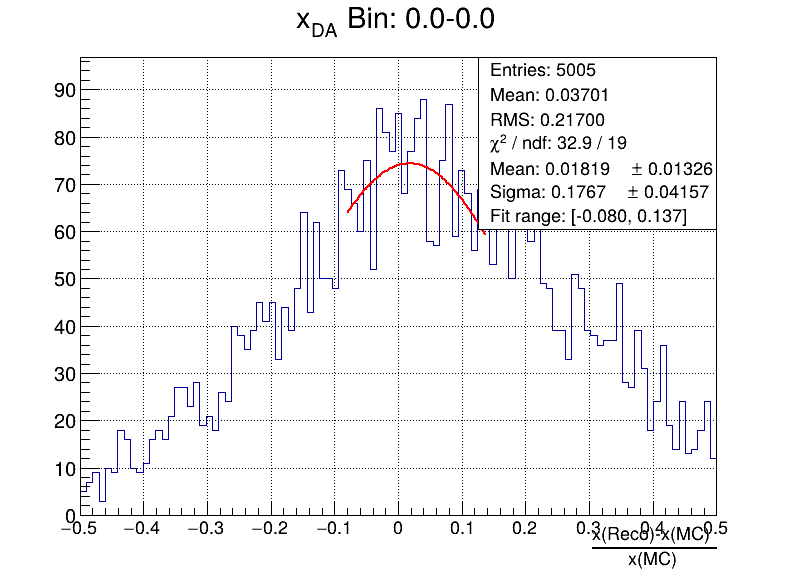 xDA Bin: 0.0-0.0
Entries: 5005
Mean: 0.03701
RMS: 0.21700
χ² / ndf: 32.9 / 19
Mean: 0.01819 ± 0.01326
Sigma: 0.1767 ± 0.04157
Fit range: [-0.080, 0.137]
90
80
70
60
50
40
30
20
10
0
−0.5 −0.4 −0.3 −0.2 −0.1 0 0.1 0.2 0.3 0.4 0.5
x(Reco)-x(MC)
x(MC)